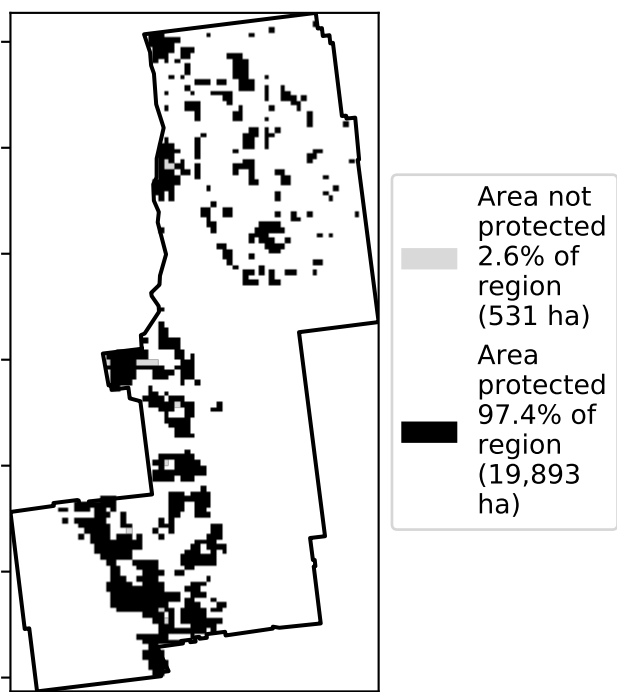 Area not
protected
2.6% of
region
(531 ha)
Area
protected
97.4% of
region
(19,893
ha)